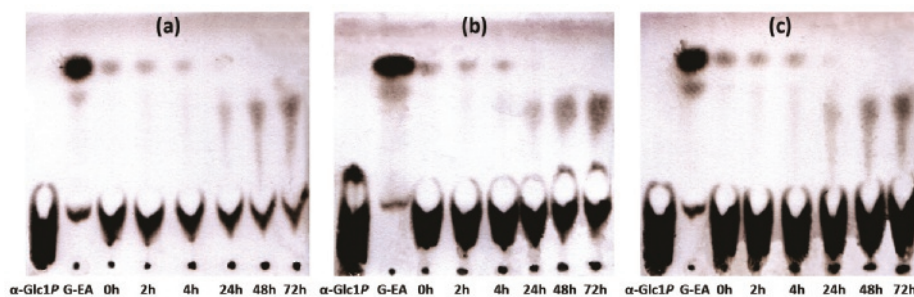 (a) (b) (c)
α-Glc1P G-EA 0h 2h 4h 24h 48h 72h α-Glc1P G-EA 0h 2h 4h 24h 48h 72h α-Glc1P G-EA 0h 2h 4h 24h 48h 72h